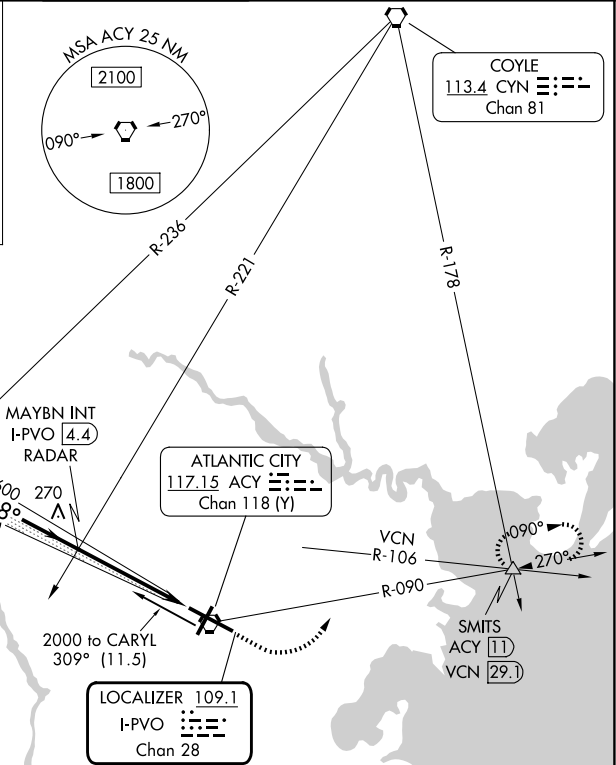 MSA ACY 25 NM
2100
090°
270°
1800
COYLE
113.4 CYN
Chan 81
R-236
R-221
R-178
MAYBN INT
I-PVO 4.4
RADAR
270
ATLANTIC CITY
117.15 ACY
Chan 118 (Y)
VCN
R-106
090°
270°
R-090
SMITS
ACY 11
VCN 29.1
2000 to CARYL
309° (11.5)
LOCALIZER 109.1
I-PVO
Chan 28